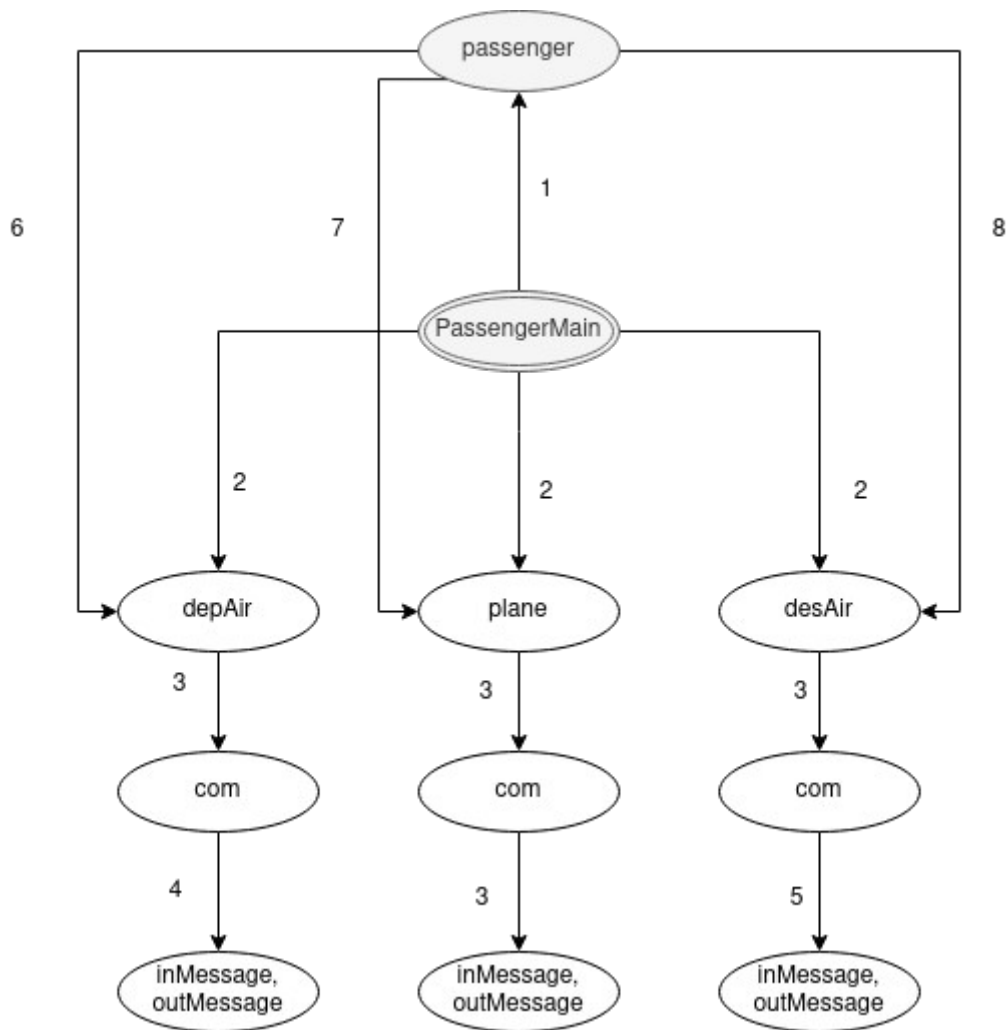 passenger
1
6
7
8
PassengerMain
2
2
2
depAir
plane
desAir
3
3
3
com
com
com
4
3
5
inMessage,
outMessage
inMessage,
outMessage
inMessage,
outMessage